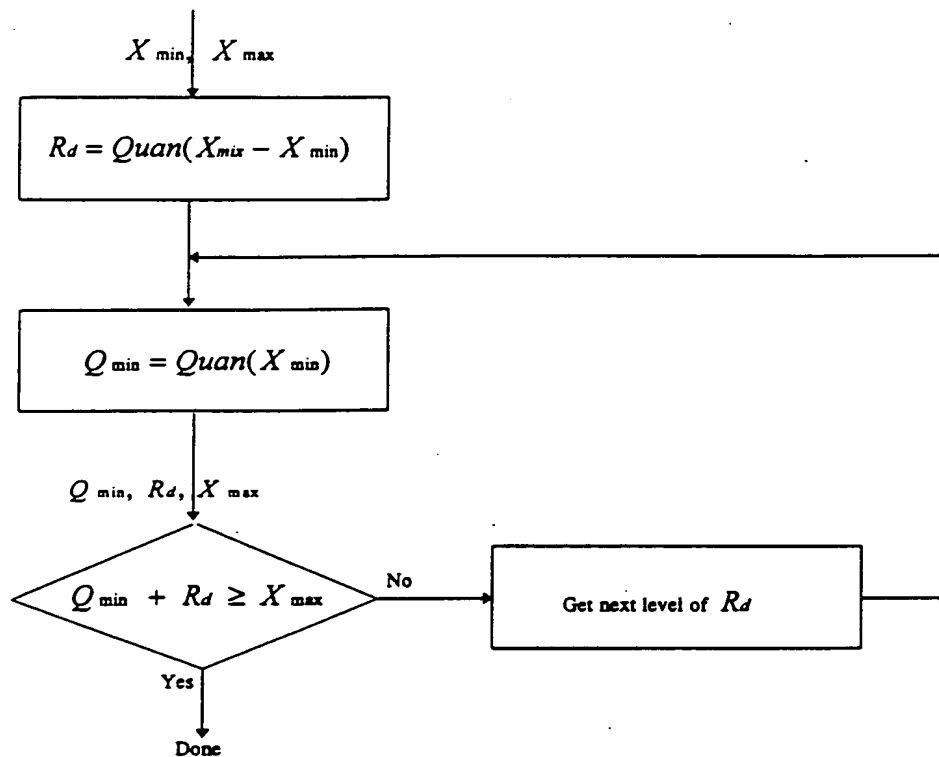 X min, X max
Rd = Quan(Xmix − X min)
Q min = Quan(X min)
Q min, Rd, X max
Q min + Rd ≥ X max
No
Get next level of Rd
Yes
Done